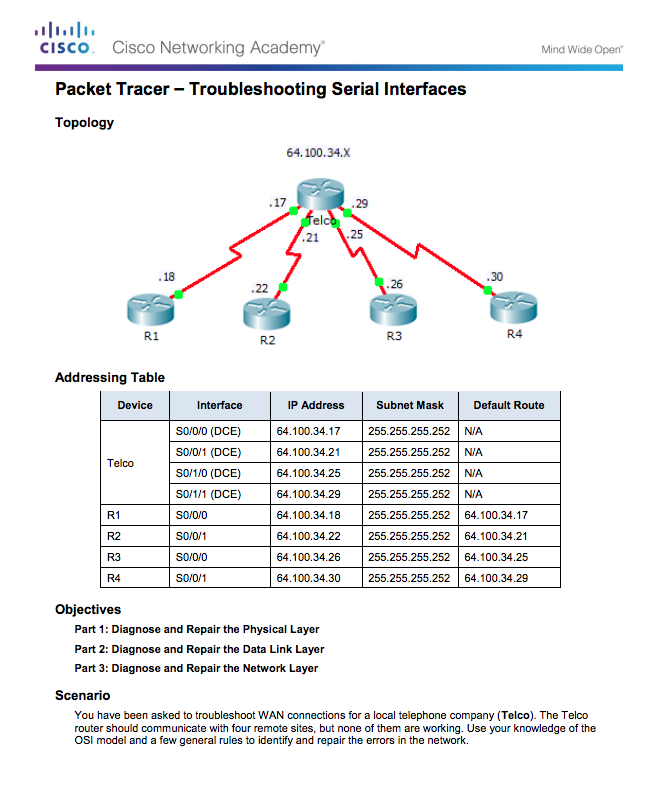 CISCO. Cisco Networking Academy® Mind Wide Open™
Packet Tracer – Troubleshooting Serial Interfaces
Topology
64.100.34.X
.17 .29
Telco
.21 .25
.18 .22 .26 .30
R1 R2 R3 R4
Addressing Table
Device Interface IP Address Subnet Mask Default Route
Telco
S0/0/0 (DCE) 64.100.34.17 255.255.255.252 N/A
S0/0/1 (DCE) 64.100.34.21 255.255.255.252 N/A
S0/1/0 (DCE) 64.100.34.25 255.255.255.252 N/A
S0/1/1 (DCE) 64.100.34.29 255.255.255.252 N/A
R1 S0/0/0 64.100.34.18 255.255.255.252 64.100.34.17
R2 S0/0/1 64.100.34.22 255.255.255.252 64.100.34.21
R3 S0/0/0 64.100.34.26 255.255.255.252 64.100.34.25
R4 S0/0/1 64.100.34.30 255.255.255.252 64.100.34.29
Objectives
Part 1: Diagnose and Repair the Physical Layer
Part 2: Diagnose and Repair the Data Link Layer
Part 3: Diagnose and Repair the Network Layer
Scenario
You have been asked to troubleshoot WAN connections for a local telephone company (Telco). The Telco
router should communicate with four remote sites, but none of them are working. Use your knowledge of the
OSI model and a few general rules to identify and repair the errors in the network.